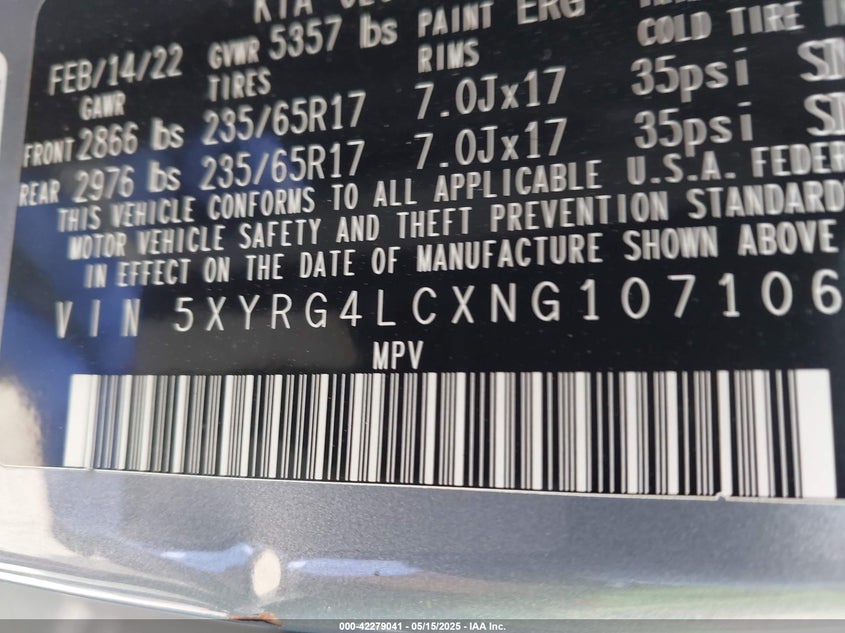 KIA
FEB/14/22 GVWR 5357 lbs PAINT ERG
GAWR TIRES RIMS COLD TIRE
FRONT 2866 lbs 235/65R17 7.0Jx17 35psi
REAR 2976 lbs 235/65R17 7.0Jx17 35psi
THIS VEHICLE CONFORMS TO ALL APPLICABLE U.S.A. FEDER
MOTOR VEHICLE SAFETY AND THEFT PREVENTION STANDARD
IN EFFECT ON THE DATE OF MANUFACTURE SHOWN ABOVE
VIN 5XYRG4LCXNG107106
MPV
000-42279041 - 05/15/2025 - IAA Inc.